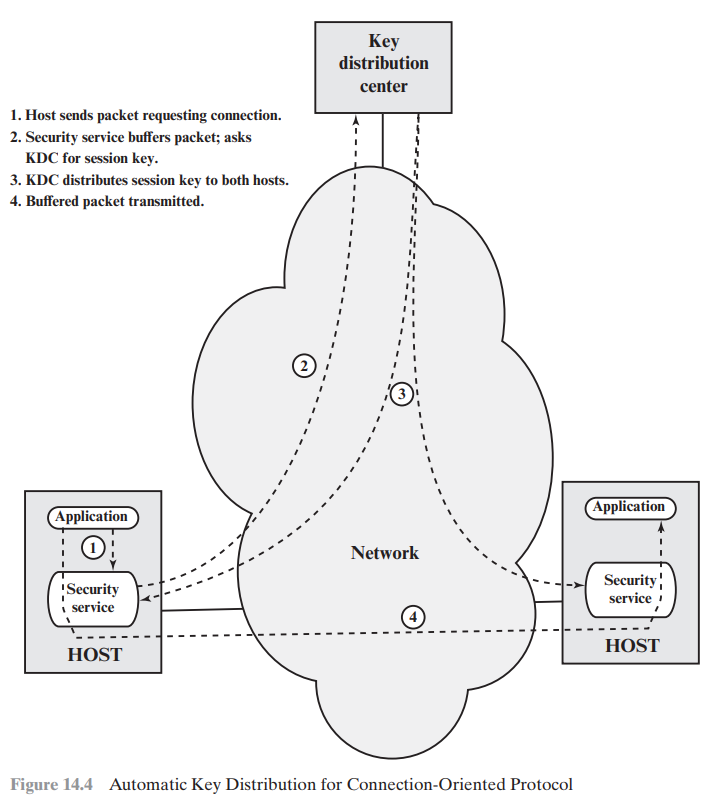 Key
distribution
center
1. Host sends packet requesting connection.
2. Security service buffers packet; asks
KDC for session key.
3. KDC distributes session key to both hosts.
4. Buffered packet transmitted.
2
3
Application
1
Security
service
HOST
Network
4
Application
Security
service
HOST
Figure 14.4 Automatic Key Distribution for Connection-Oriented Protocol